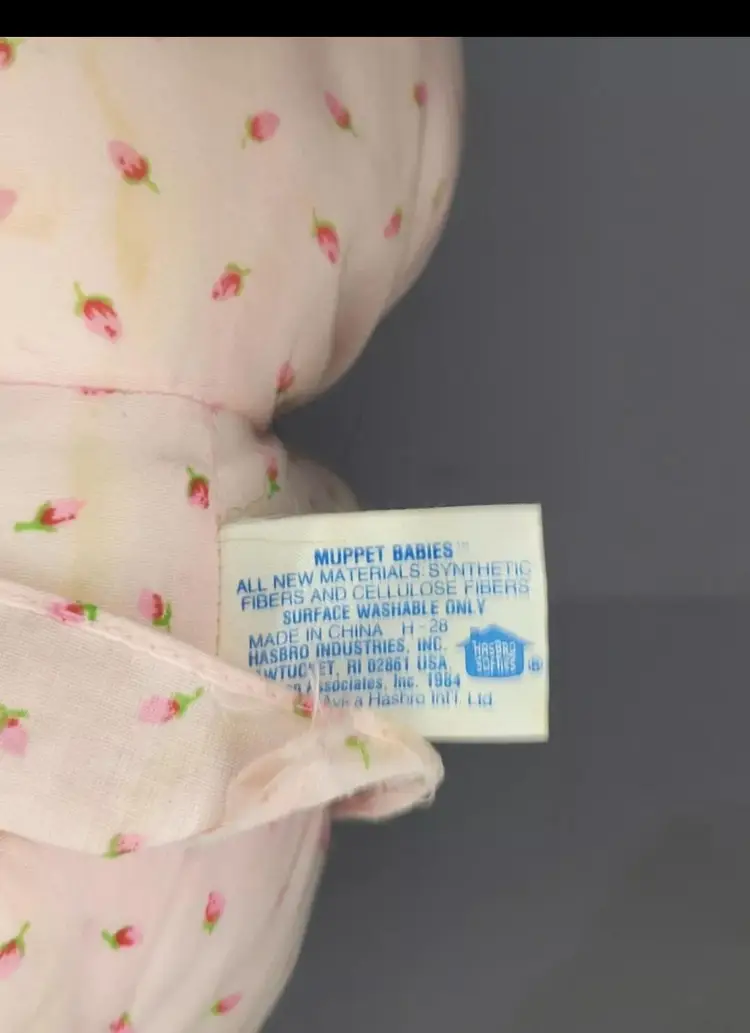 MUPPET BABIES™
ALL NEW MATERIALS SYNTHETIC
FIBERS AND CELLULOSE FIBERS
SURFACE WASHABLE ONLY
MADE IN CHINA H-28
HASBRO INDUSTRIES, INC.
RI 02861 USA
Associates, Inc. 1984
a Hasbro Int'l Ltd
HASBRO
SOFTIES ®